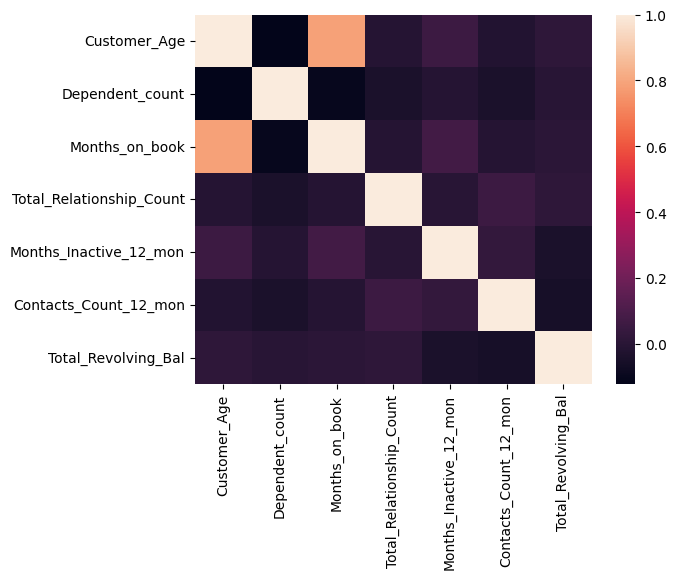 Customer_Age
Dependent_count
Months_on_book
Total_Relationship_Count
Months_Inactive_12_mon
Contacts_Count_12_mon
Total_Revolving_Bal
Customer_Age
Dependent_count
Months_on_book
Total_Relationship_Count
Months_Inactive_12_mon
Contacts_Count_12_mon
Total_Revolving_Bal
1.0
0.8
0.6
0.4
0.2
0.0